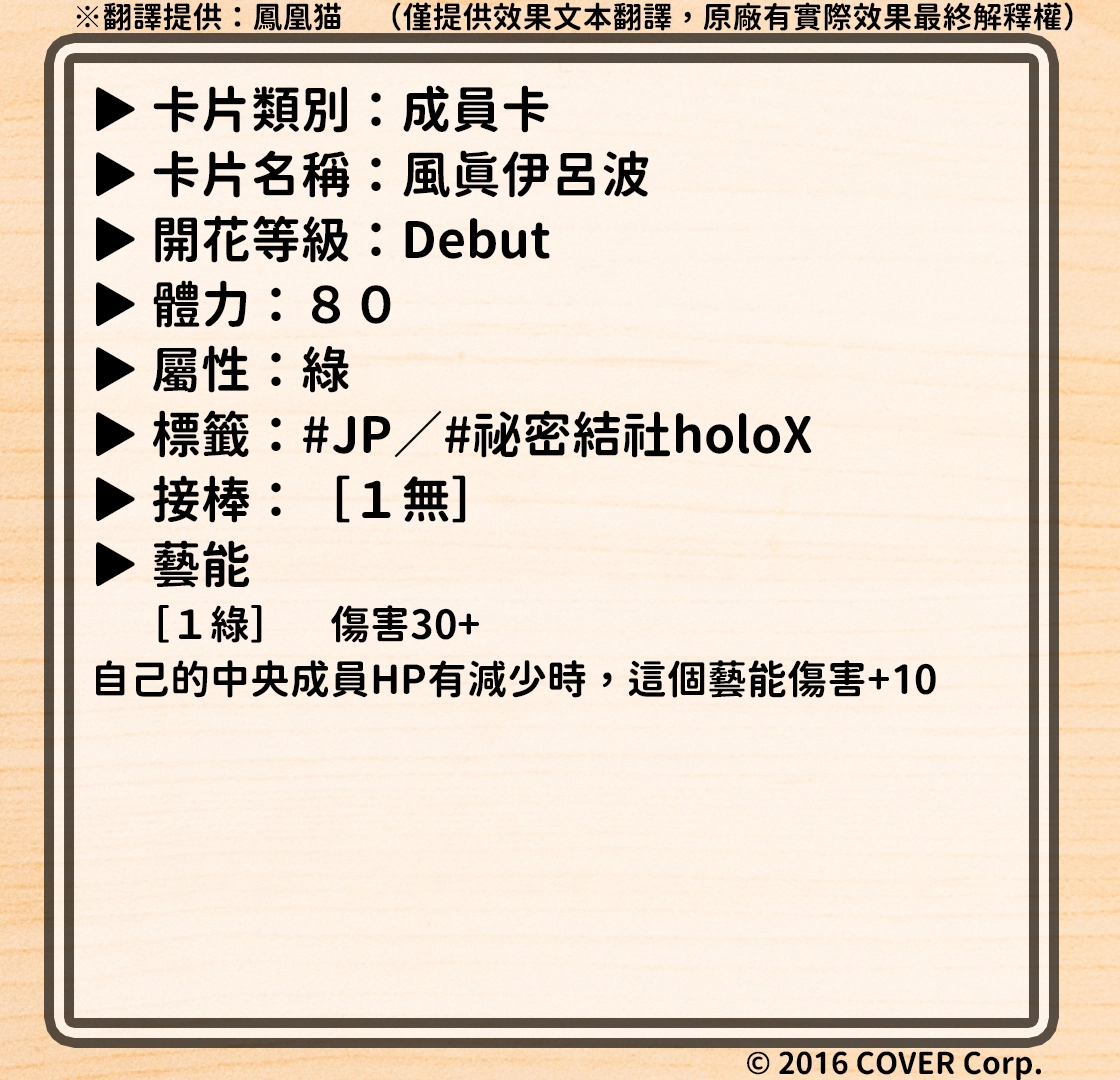 ※翻譯提供：鳳凰猫　（僅提供效果文本翻譯，原廠有實際效果最終解釋權）
▶ 卡片類別：成員卡
▶ 卡片名稱：風眞伊呂波
▶ 開花等級：Debut
▶ 體力：８０
▶ 屬性：綠
▶ 標籤：#JP／#祕密結社holoX
▶ 接棒：［１無］
▶ 藝能
［１綠］　傷害30+
自己的中央成員HP有減少時，這個藝能傷害+10
© 2016 COVER Corp.